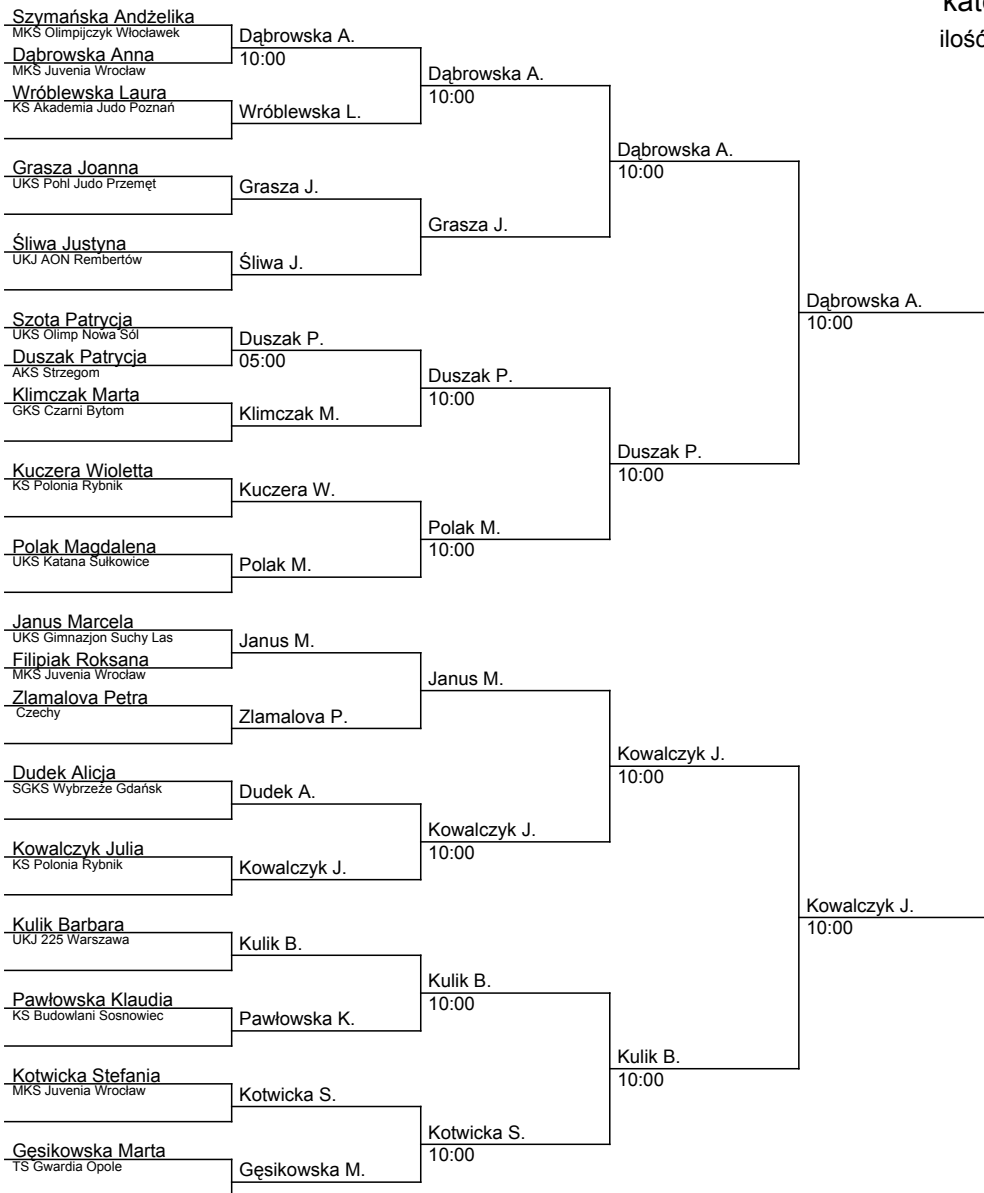 kate
ilość
Szymańska Andżelika
MKS Olimpijczyk Włocławek
Dąbrowska Anna
MKS Juvenia Wrocław
Wróblewska Laura
KS Akademia Judo Poznań
Grasza Joanna
UKS Pohl Judo Przemęt
Śliwa Justyna
UKJ AON Rembertów
Szota Patrycja
UKS Olimp Nowa Sól
Duszak Patrycja
AKS Strzegom
Klimczak Marta
GKS Czarni Bytom
Kuczera Wioletta
KS Polonia Rybnik
Polak Magdalena
UKS Katana Sułkowice
Janus Marcela
UKS Gimnazjon Suchy Las
Filipiak Roksana
MKS Juvenia Wrocław
Zlamalova Petra
Czechy
Dudek Alicja
SGKS Wybrzeże Gdańsk
Kowalczyk Julia
KS Polonia Rybnik
Kulik Barbara
UKJ 225 Warszawa
Pawłowska Klaudia
KS Budowlani Sosnowiec
Kotwicka Stefania
MKS Juvenia Wrocław
Gęsikowska Marta
TS Gwardia Opole
Dąbrowska A.
10:00
Wróblewska L.
Grasza J.
Śliwa J.
Duszak P.
05:00
Klimczak M.
Kuczera W.
Polak M.
Janus M.
Zlamalova P.
Dudek A.
Kowalczyk J.
Kulik B.
Pawłowska K.
Kotwicka S.
Gęsikowska M.
Dąbrowska A.
10:00
Grasza J.
Duszak P.
10:00
Polak M.
10:00
Janus M.
Kowalczyk J.
10:00
Kulik B.
10:00
Kotwicka S.
10:00
Dąbrowska A.
10:00
Duszak P.
10:00
Kowalczyk J.
10:00
Kulik B.
10:00
Dąbrowska A.
10:00
Kowalczyk J.
10:00